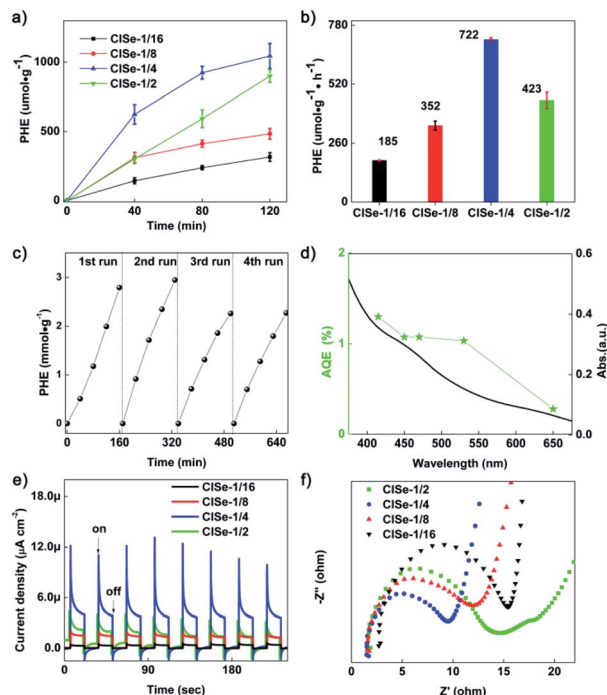 a)
CISe-1/16
CISe-1/8
CISe-1/4
CISe-1/2
PHE (umol•g⁻¹)
1000
500
0
0 40 80 120
Time (min)
b)
PHE (umol•g⁻¹• h⁻¹)
780
520
260
0
185
352
722
423
CISe-1/16 CISe-1/8 CISe-1/4 CISe-1/2
c)
1st run 2nd run 3rd run 4th run
PHE (mmol•g⁻¹)
3
2
1
0
0 160 320 480 640
Time (min)
d)
AQE (%)
2
1
0
Abs.(a.u.)
0.6
0.4
0.2
0.0
400 450 500 550 600 650
Wavelength (nm)
e)
CISe-1/16
CISe-1/8
CISe-1/4
CISe-1/2
Current density (μA cm⁻²)
18.0μ
12.0μ
6.0μ
0.0
on
off
0 90 180
Time (sec)
f)
CISe-1/2
CISe-1/4
CISe-1/8
CISe-1/16
-Z'' (ohm)
0 5 10 15 20
Z' (ohm)